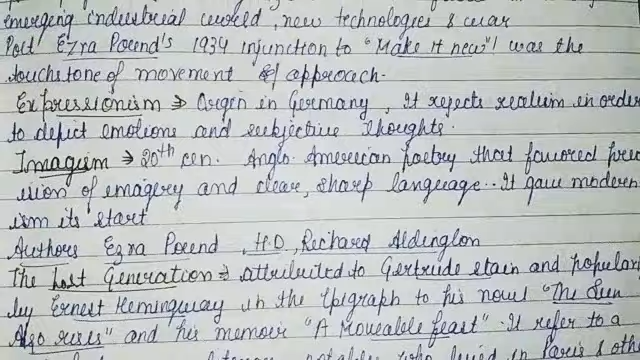 emerging industrial world, new technologies & war
Poet Ezra Pound's 1934 injunction to "Make it new"! was the
touchstone of movement approach.
Expressionism ⇒ Origin in Germany, It rejects realism in order
to depict emotions and subjective thoughts.
Imagism → 20th cen. Anglo-American poetry that favored prec
ision of imagery and clear, sharp language.. It gave modern
ism its start
Authors Ezra Pound, H.D, Richard Aldington
The Lost Generation ⇒ attributed to Gertrude stain and popular
by Ernest Hemingway in the epigraph to his novel "The Sun
Also rises" and his memoir "A Moveable feast". It refer to a
notables who lived in Paris & oth